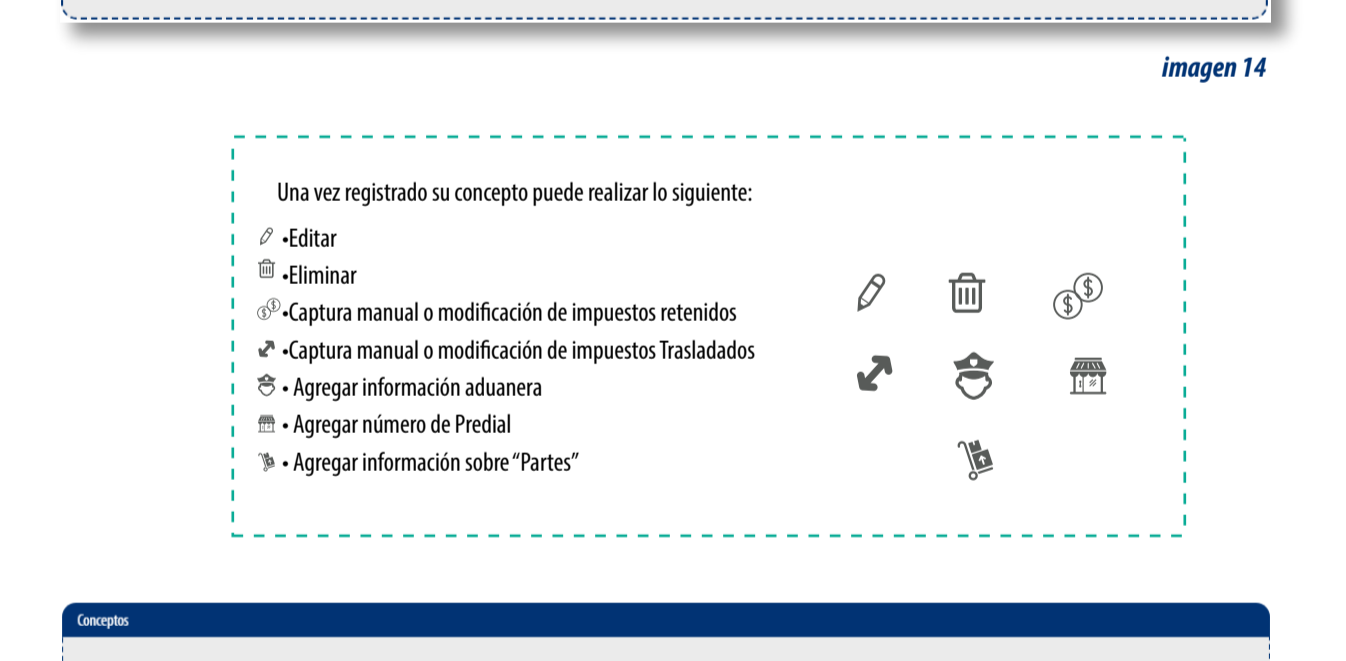 imagen 14
Una vez registrado su concepto puede realizar lo siguiente:
•Editar
•Eliminar
•Captura manual o modificación de impuestos retenidos
•Captura manual o modificación de impuestos Trasladados
• Agregar información aduanera
• Agregar número de Predial
• Agregar información sobre “Partes”
Conceptos